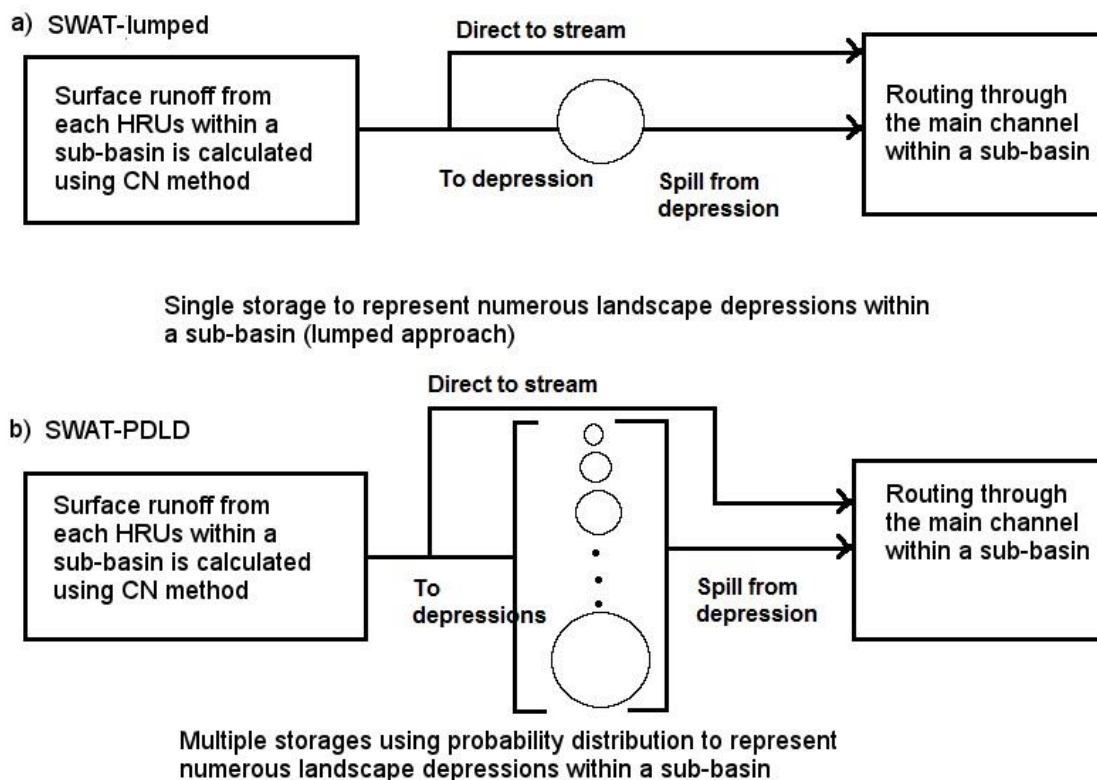 a) SWAT-lumped
Direct to stream
Surface runoff from
each HRUs within a
sub-basin is calculated
using CN method
To depression
Spill from
depression
Routing through
the main channel
within a sub-basin
Single storage to represent numerous landscape depressions within
a sub-basin (lumped approach)
Direct to stream
b) SWAT-PDLD
Surface runoff from
each HRUs within a
sub-basin is calculated
using CN method
To
depressions
Spill from
depression
Routing through
the main channel
within a sub-basin
Multiple storages using probability distribution to represent
numerous landscape depressions within a sub-basin